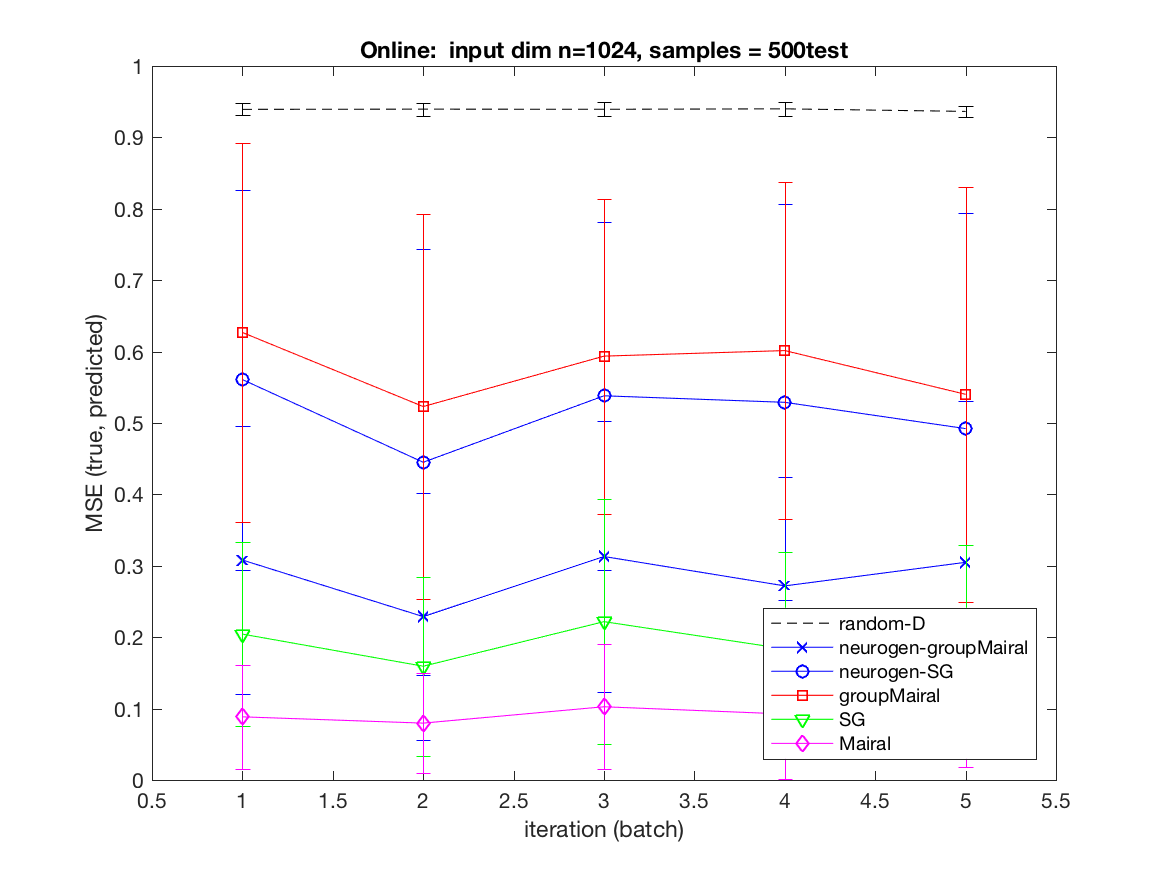 Online:  input dim n=1024, samples = 500test
MSE (true, predicted)
1
0.9
0.8
0.7
0.6
0.5
0.4
0.3
0.2
0.1
0
random-D
neurogen-groupMairal
neurogen-SG
groupMairal
SG
Mairal
0.5 1 1.5 2 2.5 3 3.5 4 4.5 5 5.5
iteration (batch)